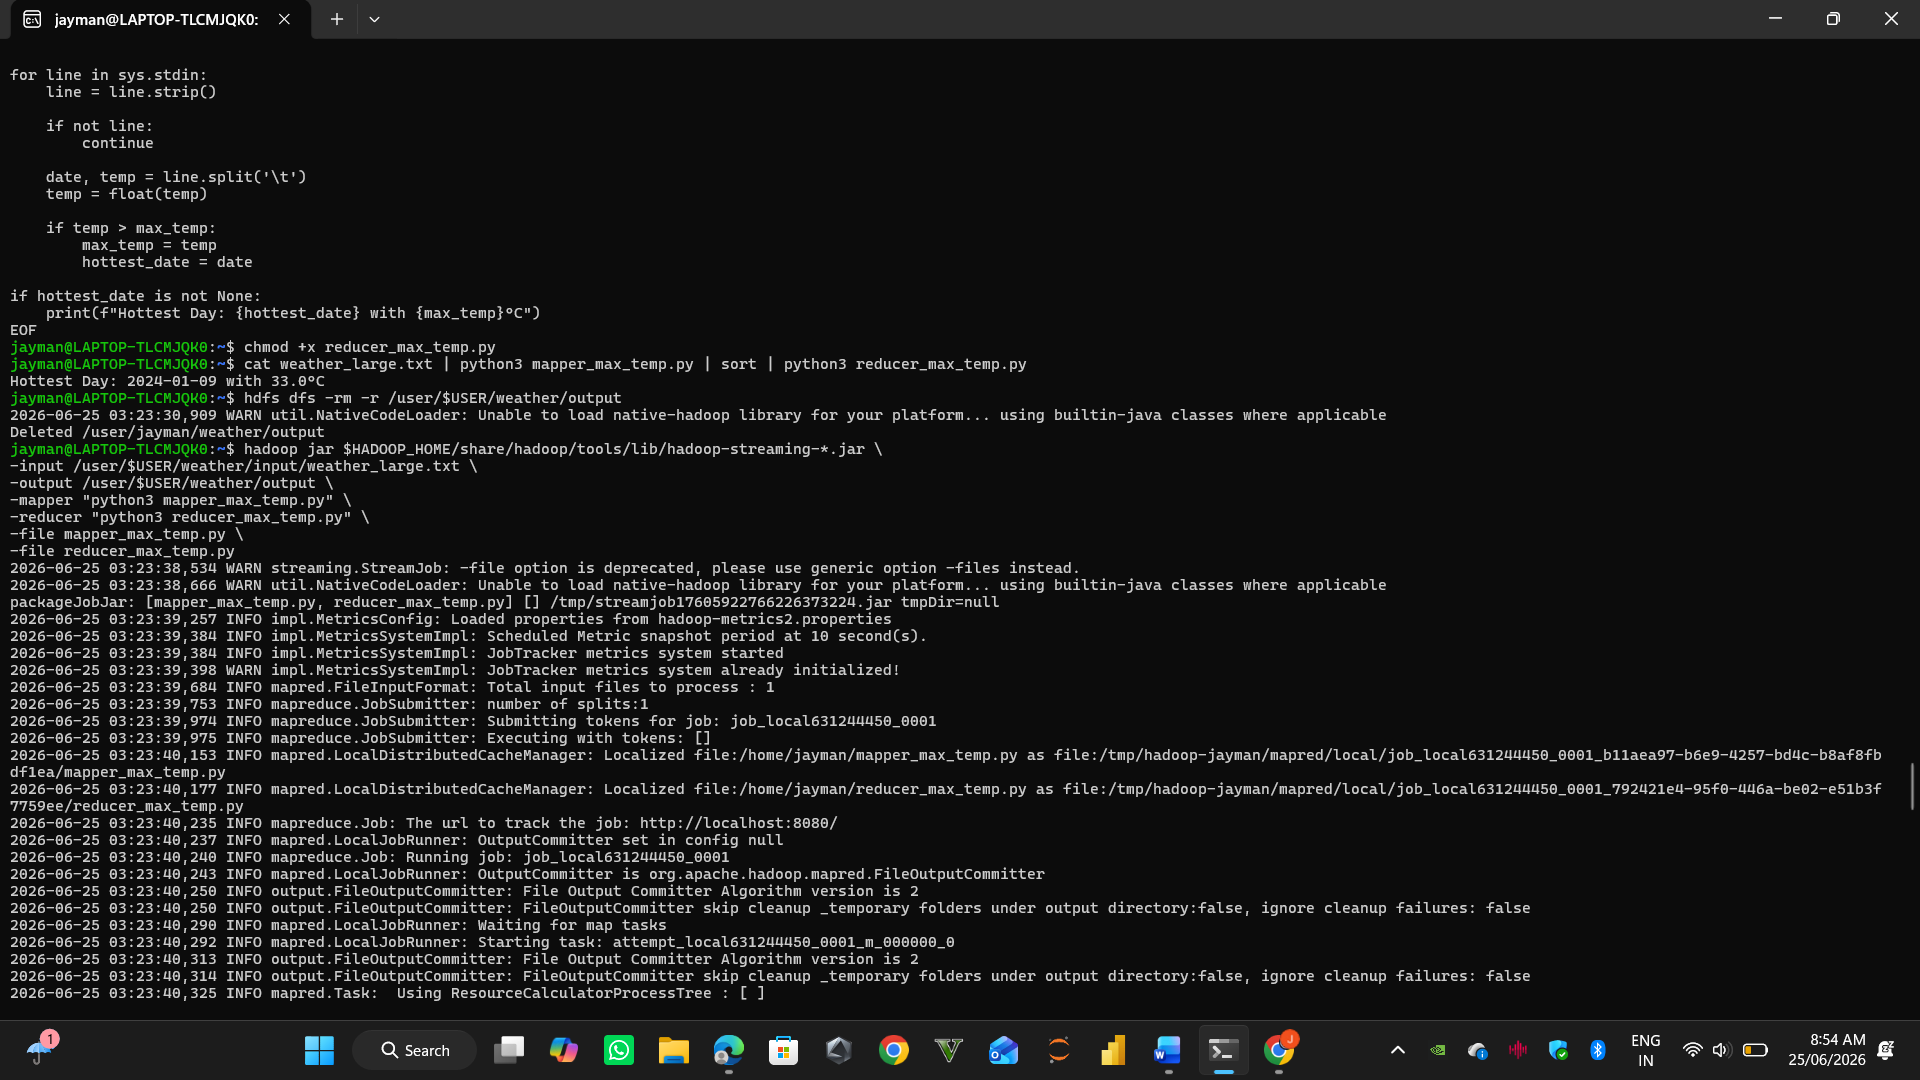 jayman@LAPTOP-TLCMJQK0:
for line in sys.stdin:
    line = line.strip()
    if not line:
        continue
    date, temp = line.split('\t')
    temp = float(temp)
    if temp > max_temp:
        max_temp = temp
        hottest_date = date
if hottest_date is not None:
    print(f"Hottest Day: {hottest_date} with {max_temp}°C")
EOF
jayman@LAPTOP-TLCMJQK0:~$ chmod +x reducer_max_temp.py
jayman@LAPTOP-TLCMJQK0:~$ cat weather_large.txt | python3 mapper_max_temp.py | sort | python3 reducer_max_temp.py
Hottest Day: 2024-01-09 with 33.0°C
jayman@LAPTOP-TLCMJQK0:~$ hdfs dfs -rm -r /user/$USER/weather/output
2026-06-25 03:23:30,909 WARN util.NativeCodeLoader: Unable to load native-hadoop library for your platform... using builtin-java classes where applicable
Deleted /user/jayman/weather/output
jayman@LAPTOP-TLCMJQK0:~$ hadoop jar $HADOOP_HOME/share/hadoop/tools/lib/hadoop-streaming-*.jar \
-input /user/$USER/weather/input/weather_large.txt \
-output /user/$USER/weather/output \
-mapper "python3 mapper_max_temp.py" \
-reducer "python3 reducer_max_temp.py" \
-file mapper_max_temp.py \
-file reducer_max_temp.py
2026-06-25 03:23:38,534 WARN streaming.StreamJob: -file option is deprecated, please use generic option -files instead.
2026-06-25 03:23:38,666 WARN util.NativeCodeLoader: Unable to load native-hadoop library for your platform... using builtin-java classes where applicable
packageJobJar: [mapper_max_temp.py, reducer_max_temp.py] [] /tmp/streamjob17605922766226373224.jar tmpDir=null
2026-06-25 03:23:39,257 INFO impl.MetricsConfig: Loaded properties from hadoop-metrics2.properties
2026-06-25 03:23:39,384 INFO impl.MetricsSystemImpl: Scheduled Metric snapshot period at 10 second(s).
2026-06-25 03:23:39,384 INFO impl.MetricsSystemImpl: JobTracker metrics system started
2026-06-25 03:23:39,398 WARN impl.MetricsSystemImpl: JobTracker metrics system already initialized!
2026-06-25 03:23:39,684 INFO mapred.FileInputFormat: Total input files to process : 1
2026-06-25 03:23:39,753 INFO mapreduce.JobSubmitter: number of splits:1
2026-06-25 03:23:39,974 INFO mapreduce.JobSubmitter: Submitting tokens for job: job_local631244450_0001
2026-06-25 03:23:39,975 INFO mapreduce.JobSubmitter: Executing with tokens: []
2026-06-25 03:23:40,153 INFO mapred.LocalDistributedCacheManager: Localized file:/home/jayman/mapper_max_temp.py as file:/tmp/hadoop-jayman/mapred/local/job_local631244450_0001_b11aea97-b6e9-4257-bd4c-b8af8fb
df1ea/mapper_max_temp.py
2026-06-25 03:23:40,177 INFO mapred.LocalDistributedCacheManager: Localized file:/home/jayman/reducer_max_temp.py as file:/tmp/hadoop-jayman/mapred/local/job_local631244450_0001_792421e4-95f0-446a-be02-e51b3f
7759ee/reducer_max_temp.py
2026-06-25 03:23:40,235 INFO mapreduce.Job: The url to track the job: http://localhost:8080/
2026-06-25 03:23:40,237 INFO mapred.LocalJobRunner: OutputCommitter set in config null
2026-06-25 03:23:40,240 INFO mapreduce.Job: Running job: job_local631244450_0001
2026-06-25 03:23:40,243 INFO mapred.LocalJobRunner: OutputCommitter is org.apache.hadoop.mapred.FileOutputCommitter
2026-06-25 03:23:40,250 INFO output.FileOutputCommitter: File Output Committer Algorithm version is 2
2026-06-25 03:23:40,250 INFO output.FileOutputCommitter: FileOutputCommitter skip cleanup _temporary folders under output directory:false, ignore cleanup failures: false
2026-06-25 03:23:40,290 INFO mapred.LocalJobRunner: Waiting for map tasks
2026-06-25 03:23:40,292 INFO mapred.LocalJobRunner: Starting task: attempt_local631244450_0001_m_000000_0
2026-06-25 03:23:40,313 INFO output.FileOutputCommitter: File Output Committer Algorithm version is 2
2026-06-25 03:23:40,314 INFO output.FileOutputCommitter: FileOutputCommitter skip cleanup _temporary folders under output directory:false, ignore cleanup failures: false
2026-06-25 03:23:40,325 INFO mapred.Task:  Using ResourceCalculatorProcessTree : [ ]
1
Search
J
ENG
IN
8:54 AM
25/06/2026